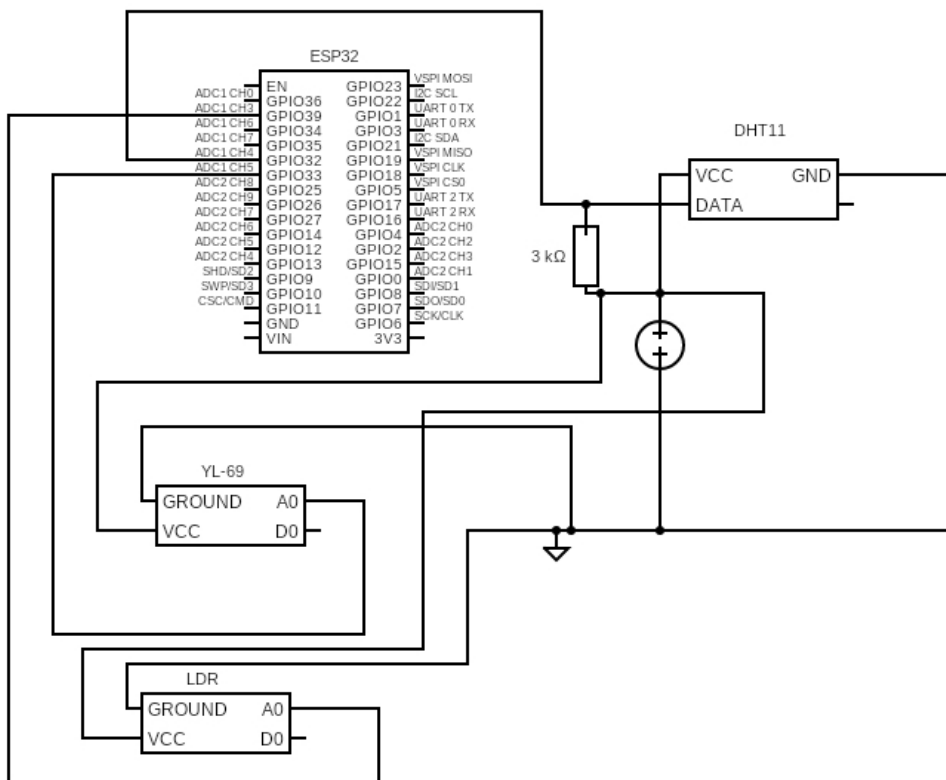 ESP32
VSPI MOSI
EN GPIO23
ADC1 CH0 I2C SCL
GPIO36 GPIO22
ADC1 CH3 UART 0 TX
GPIO39 GPIO1
ADC1 CH6 UART 0 RX
GPIO34 GPIO3
ADC1 CH7 I2C SDA
GPIO35 GPIO21
ADC1 CH4 VSPI MISO
GPIO32 GPIO19
ADC1 CH5 VSPI CLK
GPIO33 GPIO18
ADC2 CH8 VSPI CS0
GPIO25 GPIO5
ADC2 CH9 UART 2 TX
GPIO26 GPIO17
ADC2 CH7 UART 2 RX
GPIO27 GPIO16
ADC2 CH6 ADC2 CH0
GPIO14 GPIO4
ADC2 CH5 ADC2 CH2
GPIO12 GPIO2
ADC2 CH4 ADC2 CH3
GPIO13 GPIO15
SHD/SD2 ADC2 CH1
GPIO9 GPIO0
SWP/SD3 SDI/SD1
GPIO10 GPIO8
CSC/CMD SDO/SD0
GPIO11 GPIO7
SCK/CLK
GND GPIO6
VIN 3V3
DHT11
VCC GND
DATA
3 kΩ
YL-69
GROUND A0
VCC D0
LDR
GROUND A0
VCC D0